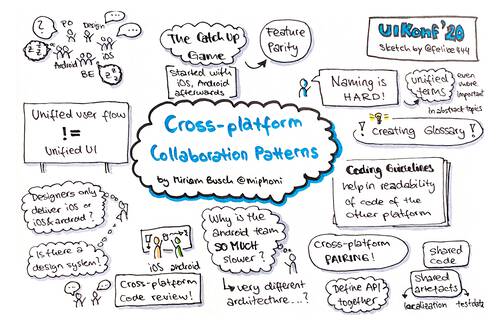 ?
PO
Design
Android
iOS
BE
The Catch Up
Game
Started with
iOS, Android
afterwards
Feature
Parity
UIKonf'20
Sketch by @felice444
Naming is
HARD!
unified
terms
even
more
important
In abstract topics
! Creating Glossary !
Unified user flow
!=
Unified UI
Cross-platform
Collaboration Patterns
by Miriam Busch @miphoni
Coding Guidelines
help in readability
of code of the
other platform
Designers only
deliver iOS or
iOS & android?
Is there a
design system?
iOS
android
Cross-platform
Code review!
Why is the
android team
SO MUCH
slower?
very different
architecture....?
Cross-platform
PAIRING!
Define API
together
Shared
code
Shared
artefacts
localization
testdata